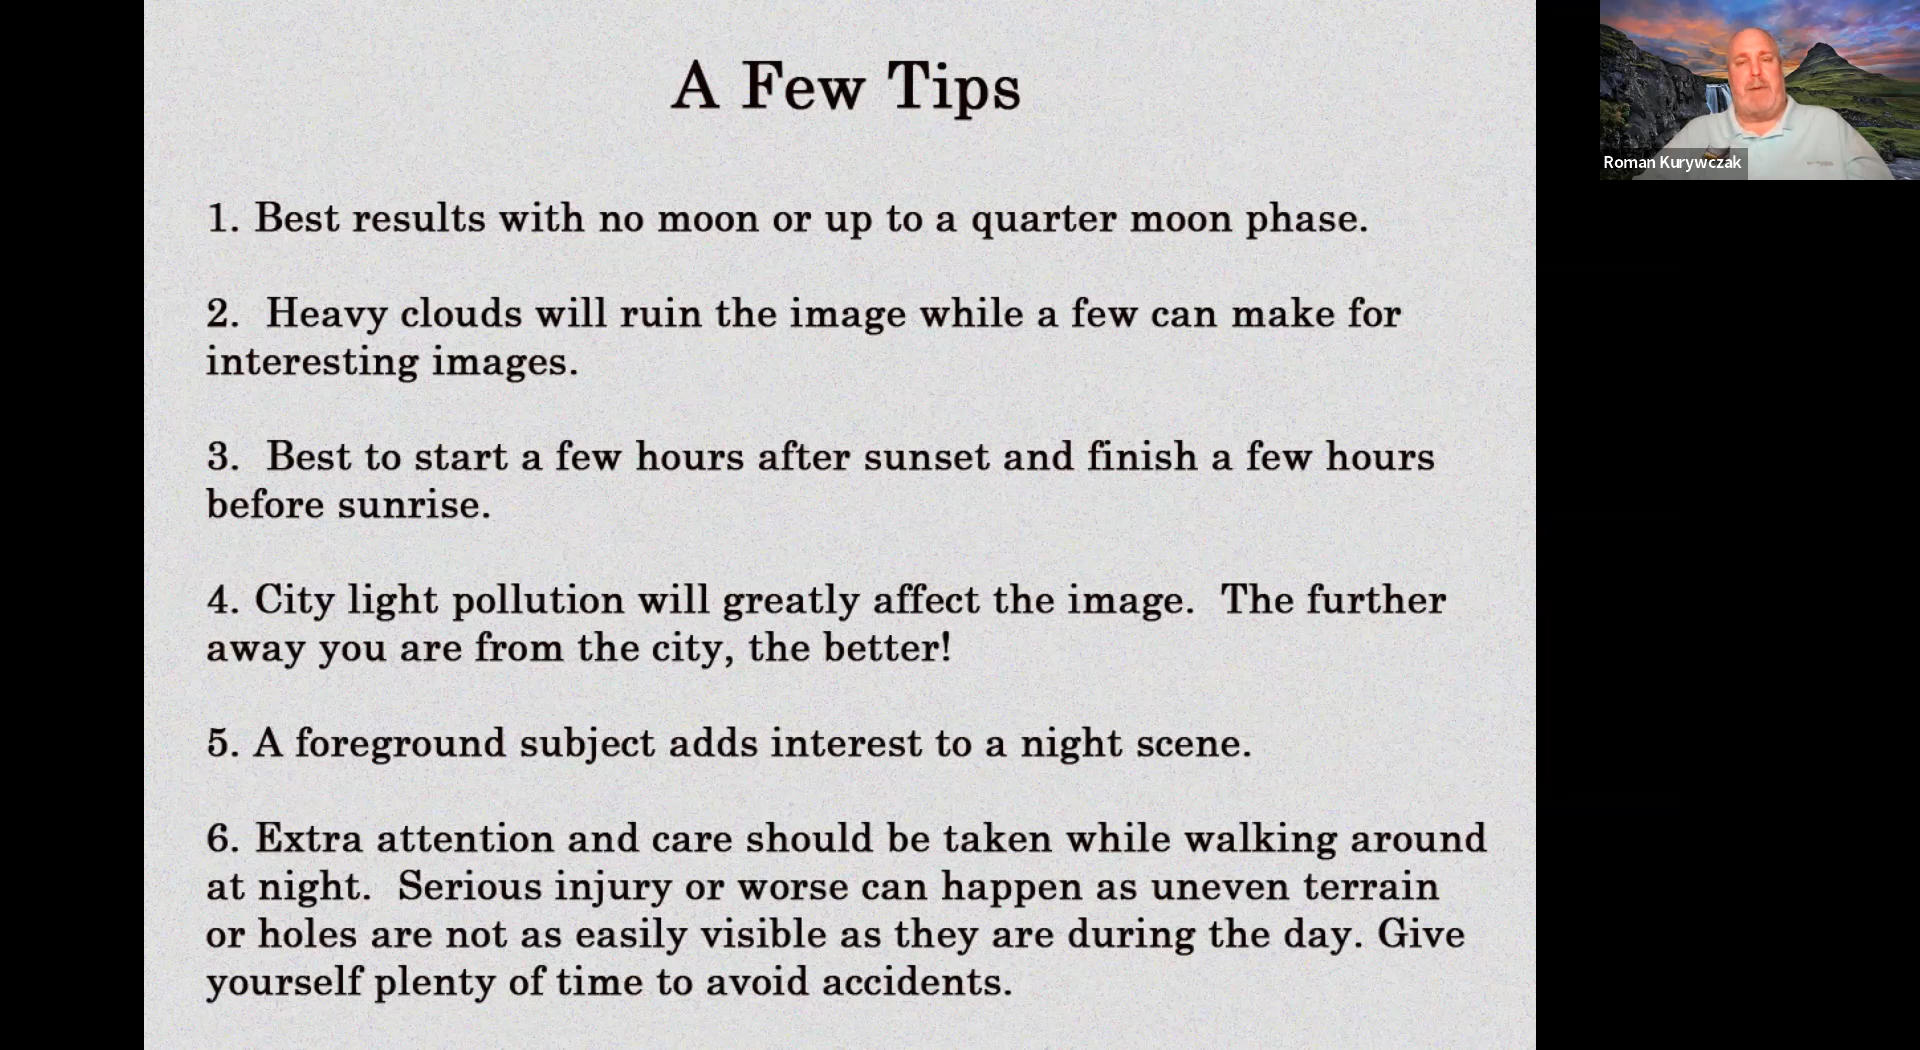 A Few Tips
1. Best results with no moon or up to a quarter moon phase.
2.  Heavy clouds will ruin the image while a few can make for
interesting images.
3.  Best to start a few hours after sunset and finish a few hours
before sunrise.
4. City light pollution will greatly affect the image.  The further
away you are from the city, the better!
5. A foreground subject adds interest to a night scene.
6. Extra attention and care should be taken while walking around
at night.  Serious injury or worse can happen as uneven terrain
or holes are not as easily visible as they are during the day. Give
yourself plenty of time to avoid accidents.
Roman Kurywczak